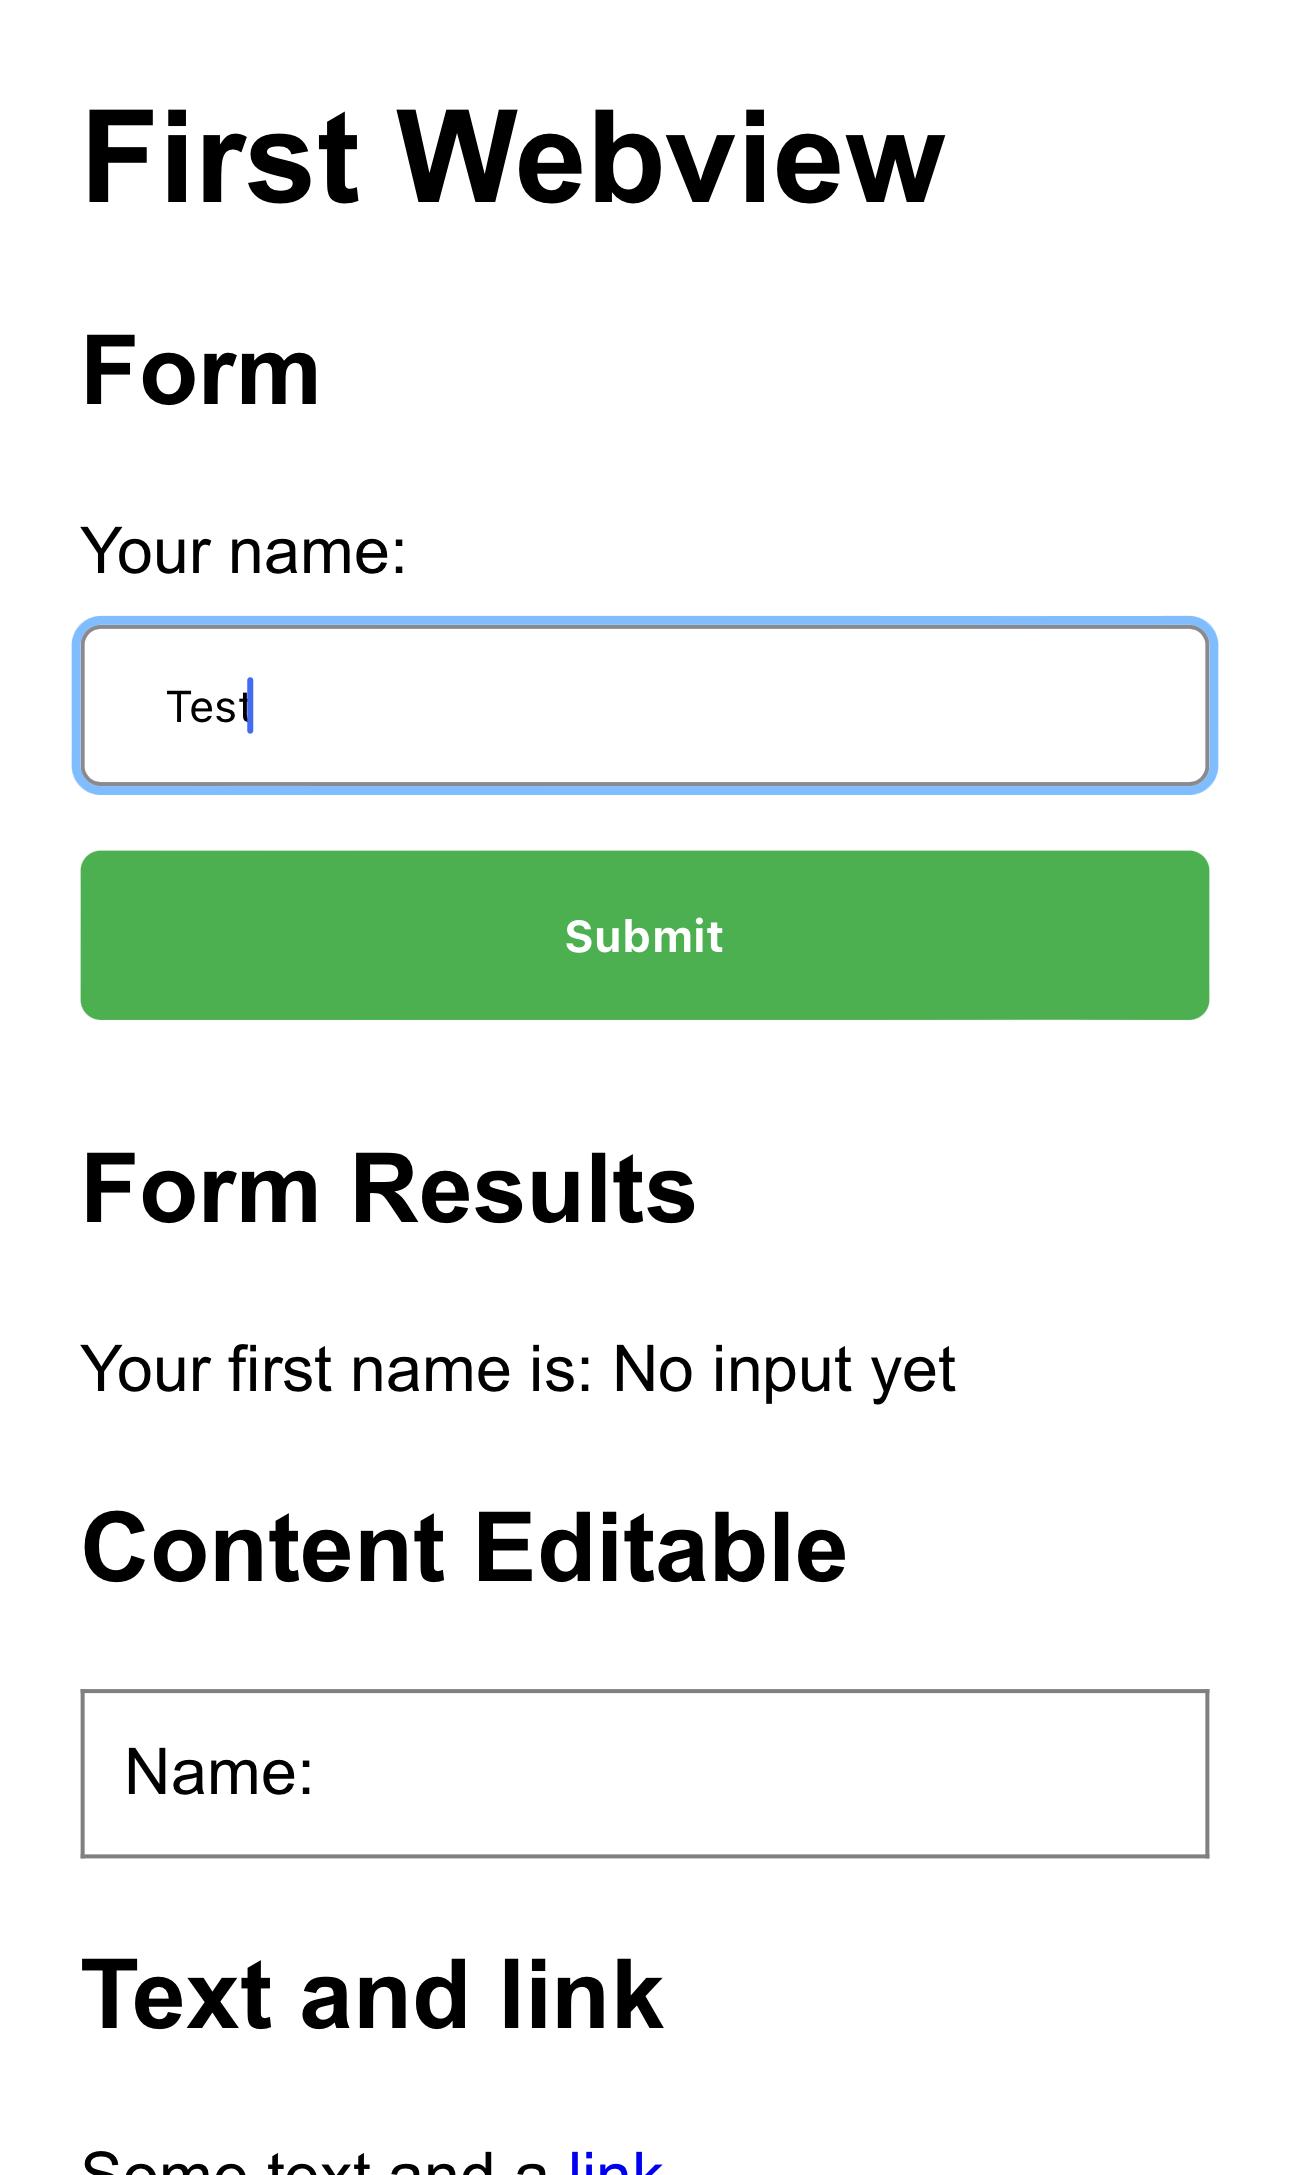 First Webview
Form
Your name:
Test
Submit
Form Results
Your first name is: No input yet
Content Editable
Name:
Text and link
Some text and a link